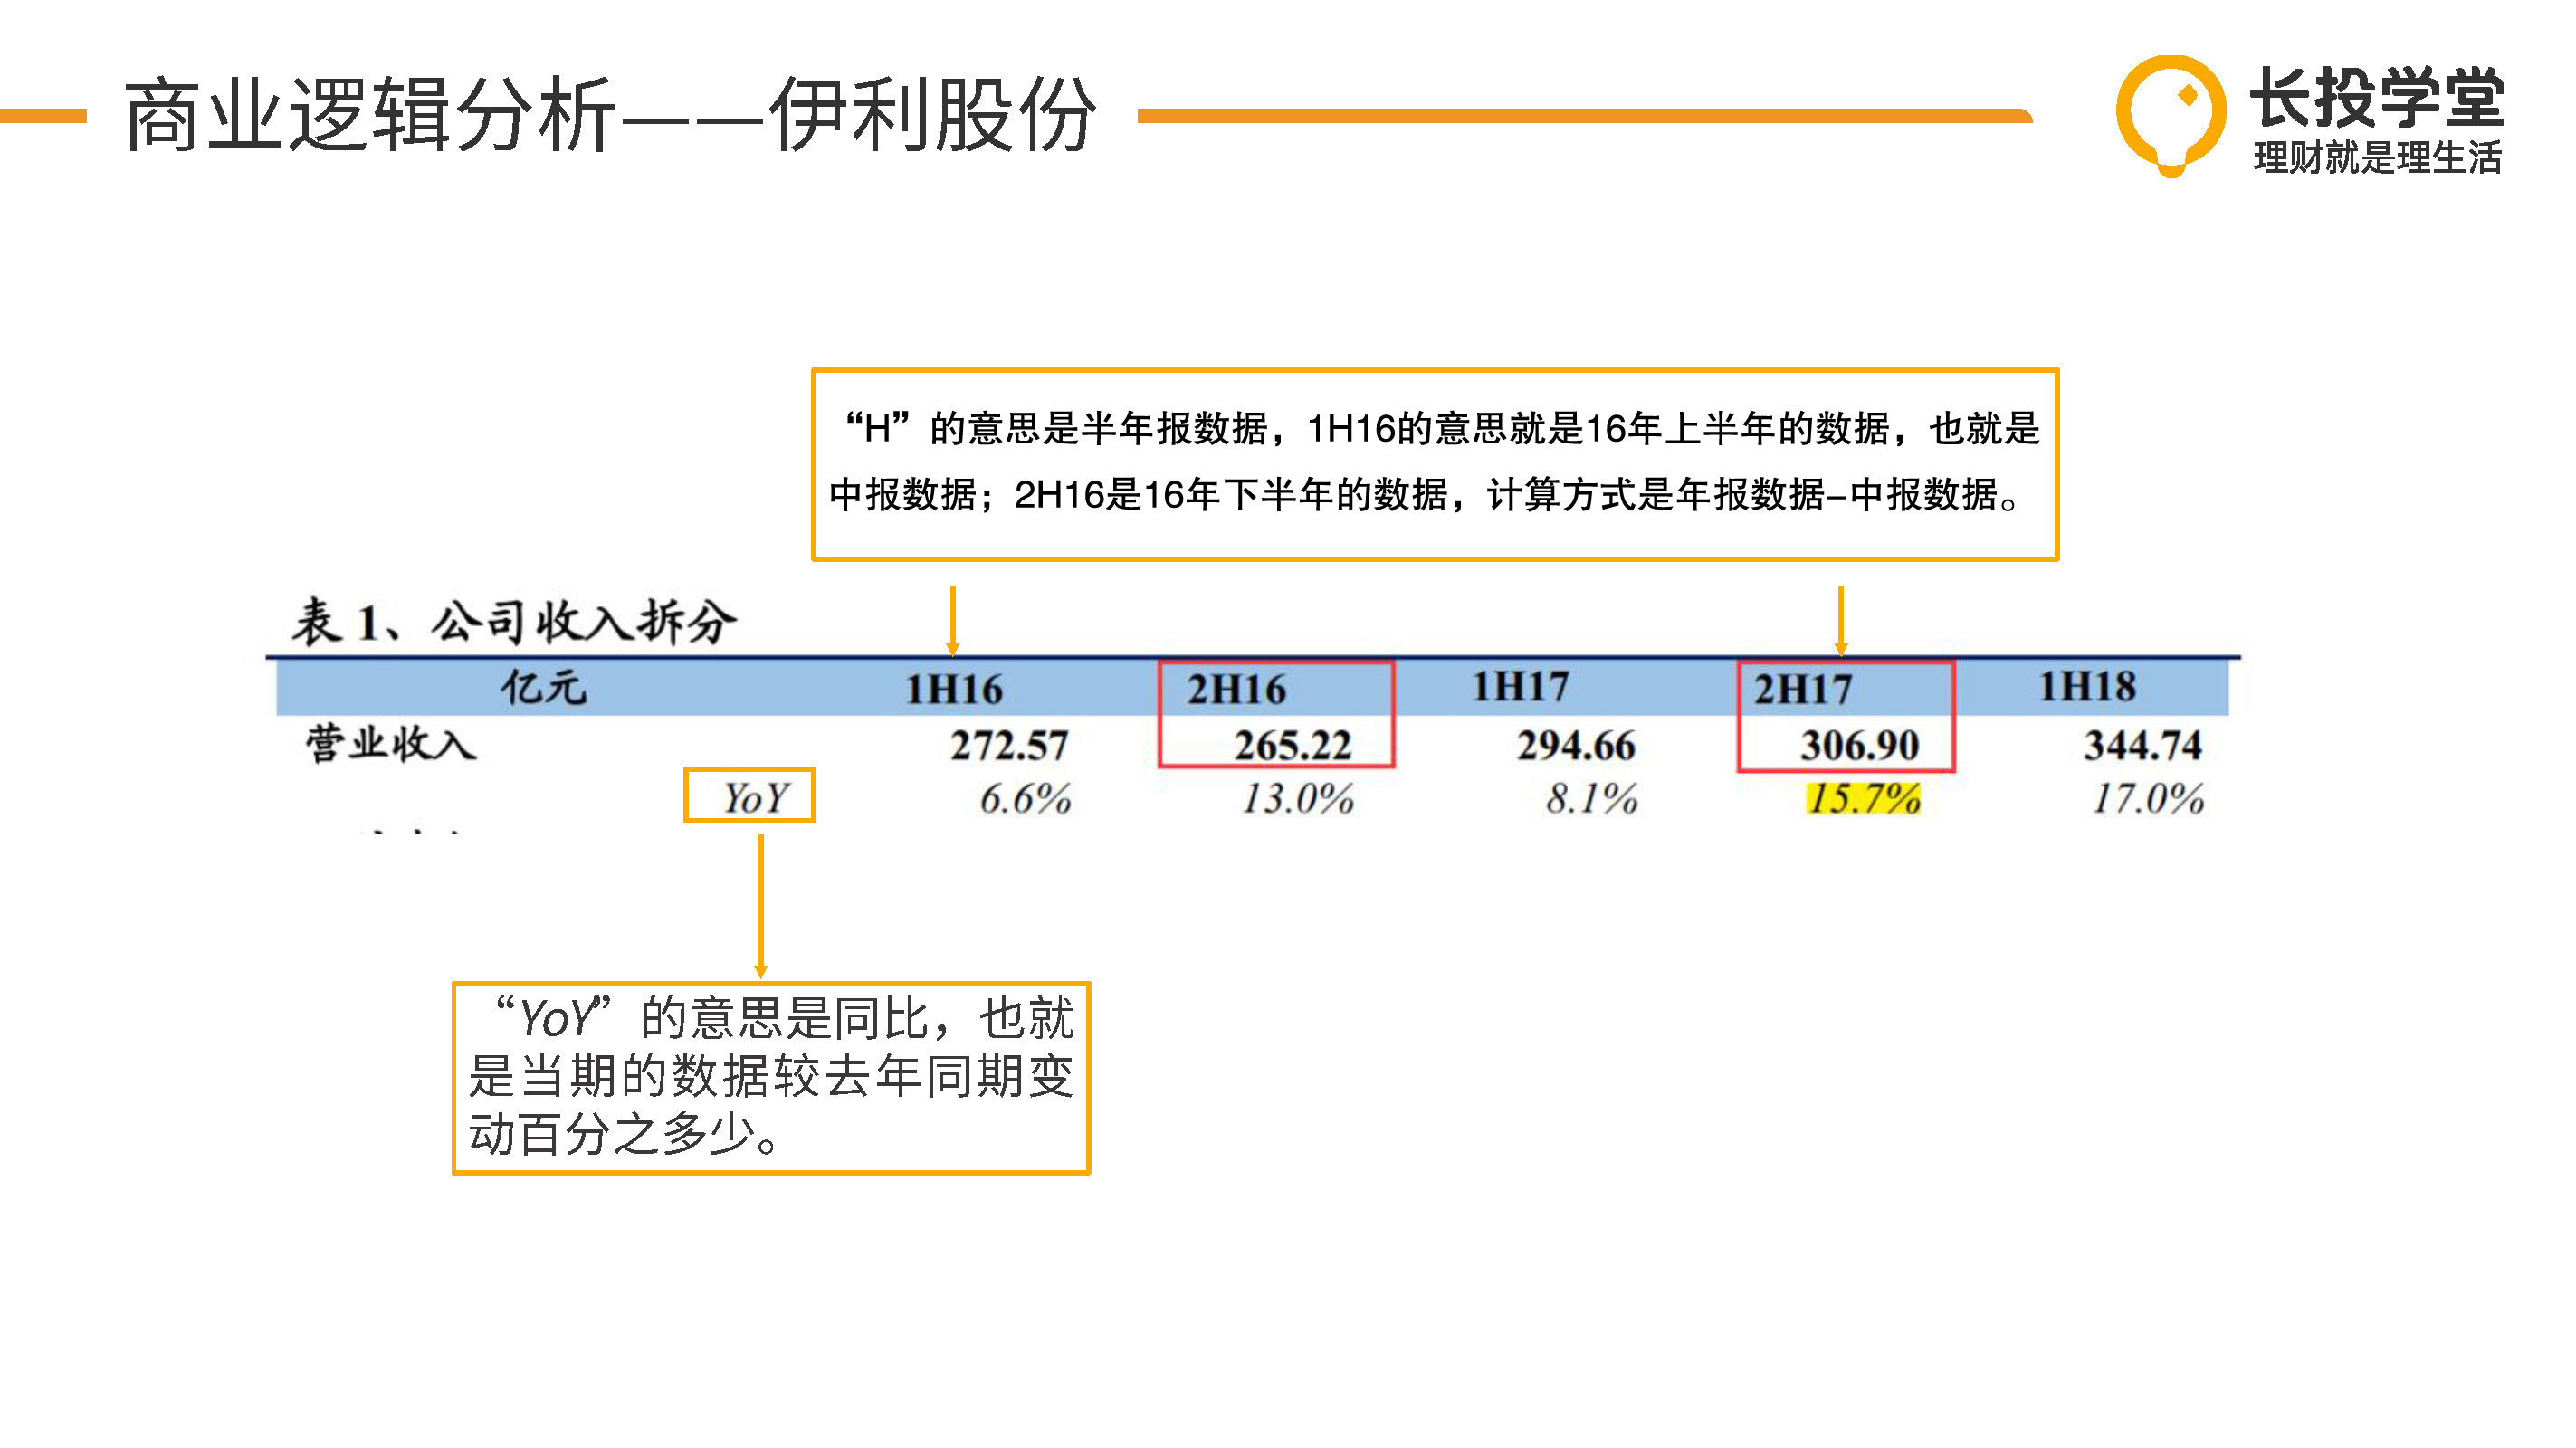 商业逻辑分析——伊利股份
长投学堂
理财就是理生活
“H”的意思是半年报数据，1H16的意思就是16年上半年的数据，也就是
中报数据；2H16是16年下半年的数据，计算方式是年报数据–中报数据。
表 1、公司收入拆分
亿元 1H16 2H16 1H17 2H17 1H18
营业收入 272.57 265.22 294.66 306.90 344.74
YoY 6.6% 13.0% 8.1% 15.7% 17.0%
“YoY”的意思是同比，也就
是当期的数据较去年同期变
动百分之多少。